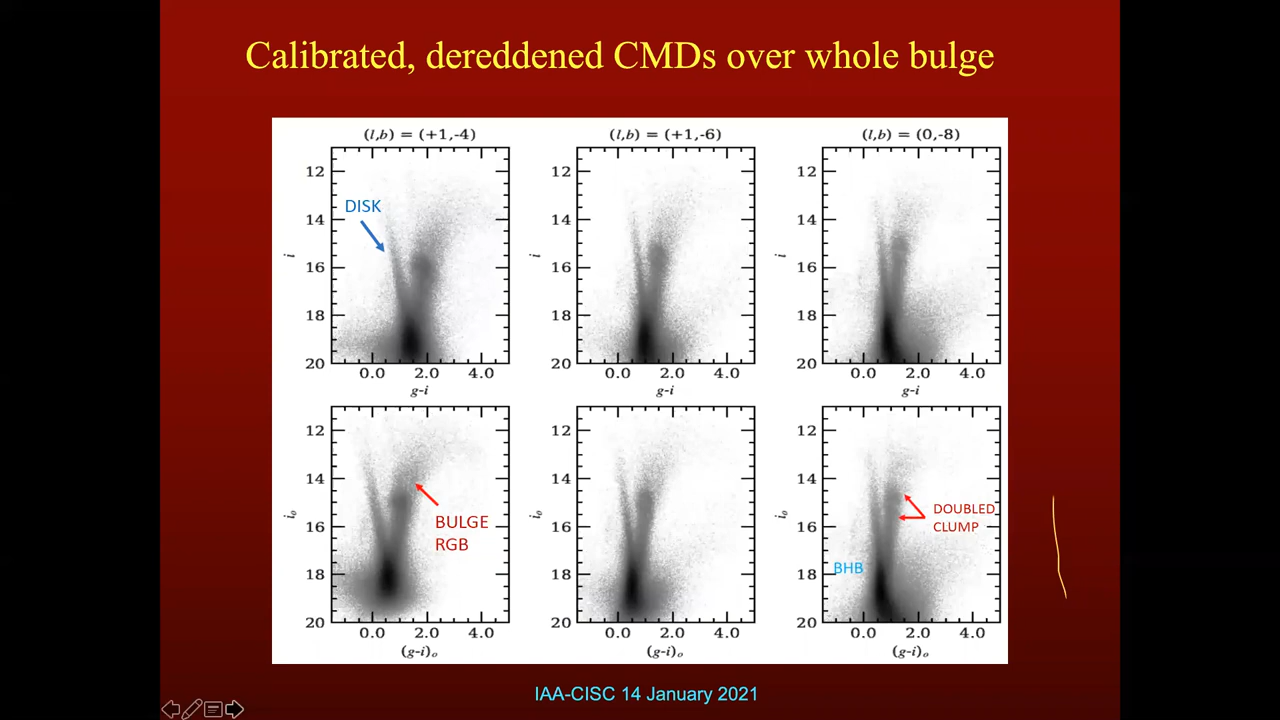 Calibrated, dereddened CMDs over whole bulge
(l,b) = (+1,-4)
(l,b) = (+1,-6)
(l,b) = (0,-8)
12
14
16
18
20
i
DISK
0.0 2.0 4.0
g-i
12
14
16
18
20
i
0.0 2.0 4.0
g-i
12
14
16
18
20
i
0.0 2.0 4.0
g-i
12
14
16
18
20
i₀
BULGE
RGB
0.0 2.0 4.0
(g-i)₀
12
14
16
18
20
i₀
0.0 2.0 4.0
(g-i)₀
12
14
16
18
20
i₀
DOUBLED
CLUMP
BHB
0.0 2.0 4.0
(g-i)₀
IAA-CISC 14 January 2021